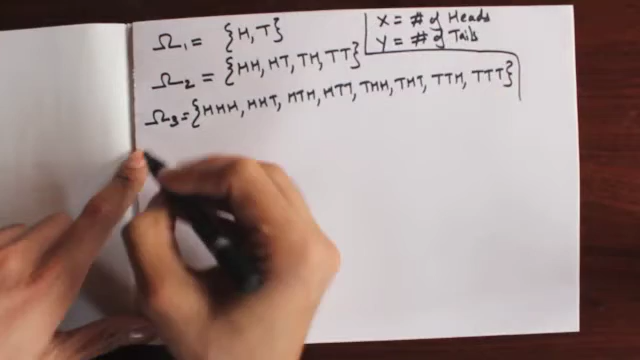 Ω₁ = {H, T}
X = # of Heads
Y = # of Tails
Ω₂ = {HH, HT, TH, TT}
Ω₃ = {HHH, HHT, HTH, HTT, THH, THT, TTH, TTT}